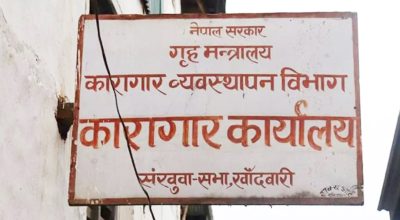 नेपाल सरकार
गृह मन्त्रालय
कारागार व्यवस्थापन विभाग
कारागार कार्यालय
संखुवा-सभा, खाँदबारी